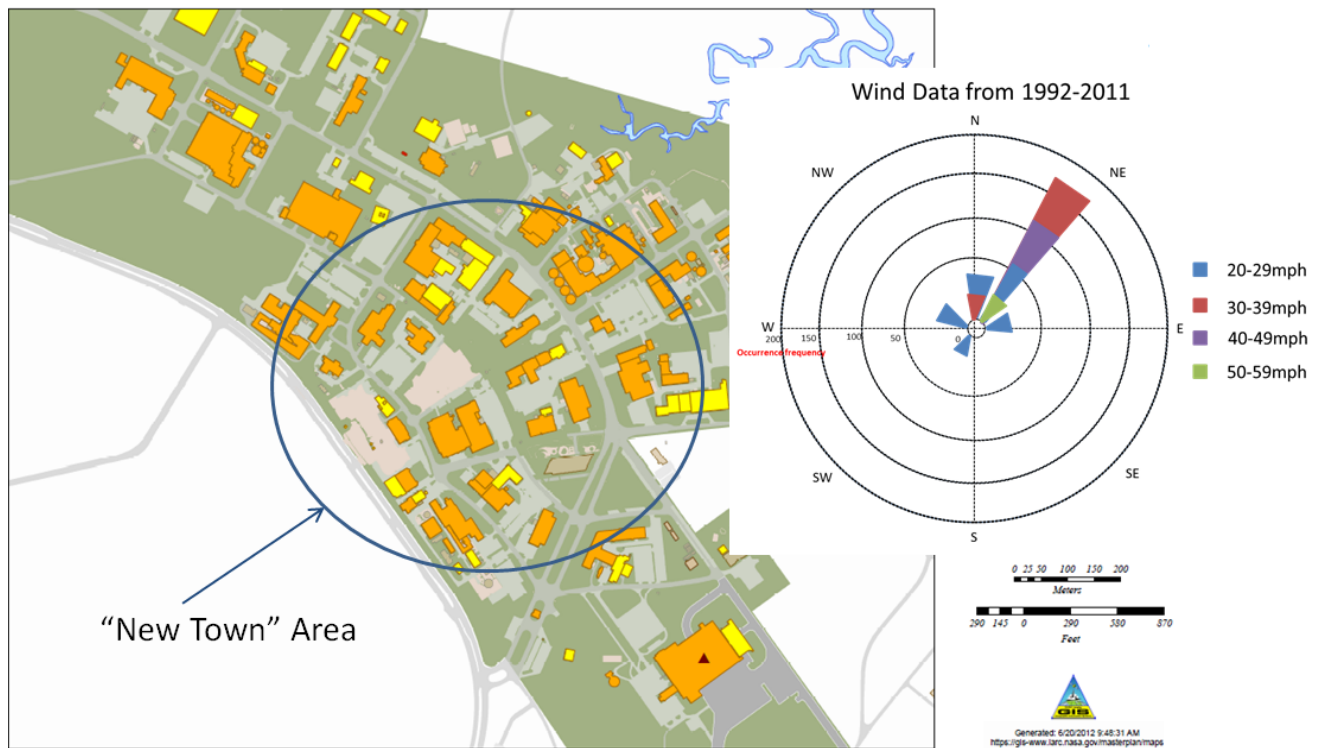 Wind Data from 1992-2011
N
NW
NE
W
E
200
150
100
50
0
Occurrence frequency
SW
SE
S
20-29mph
30-39mph
40-49mph
50-59mph
"New Town" Area
0 25 50 100 150 200
Meters
290 145 0 290 580 870
Feet
GIS
Generated: 6/20/2012 9:48:31 AM
https://gis-www.larc.nasa.gov/masterplan/maps